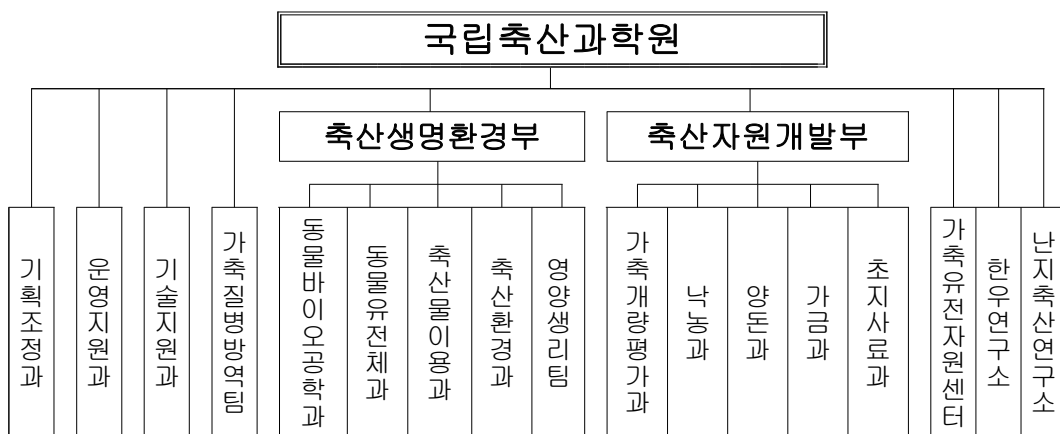 국립축산과학원
축산생명환경부
축산자원개발부
기획조정과
운영지원과
기술지원과
가축질병방역팀
동물바이오공학과
동물유전체과
축산물이용과
축산환경과
영양생리팀
가축개량평가과
낙농과
양돈과
가금과
초지사료과
가축유전자원센터
한우연구소
난지축산연구소